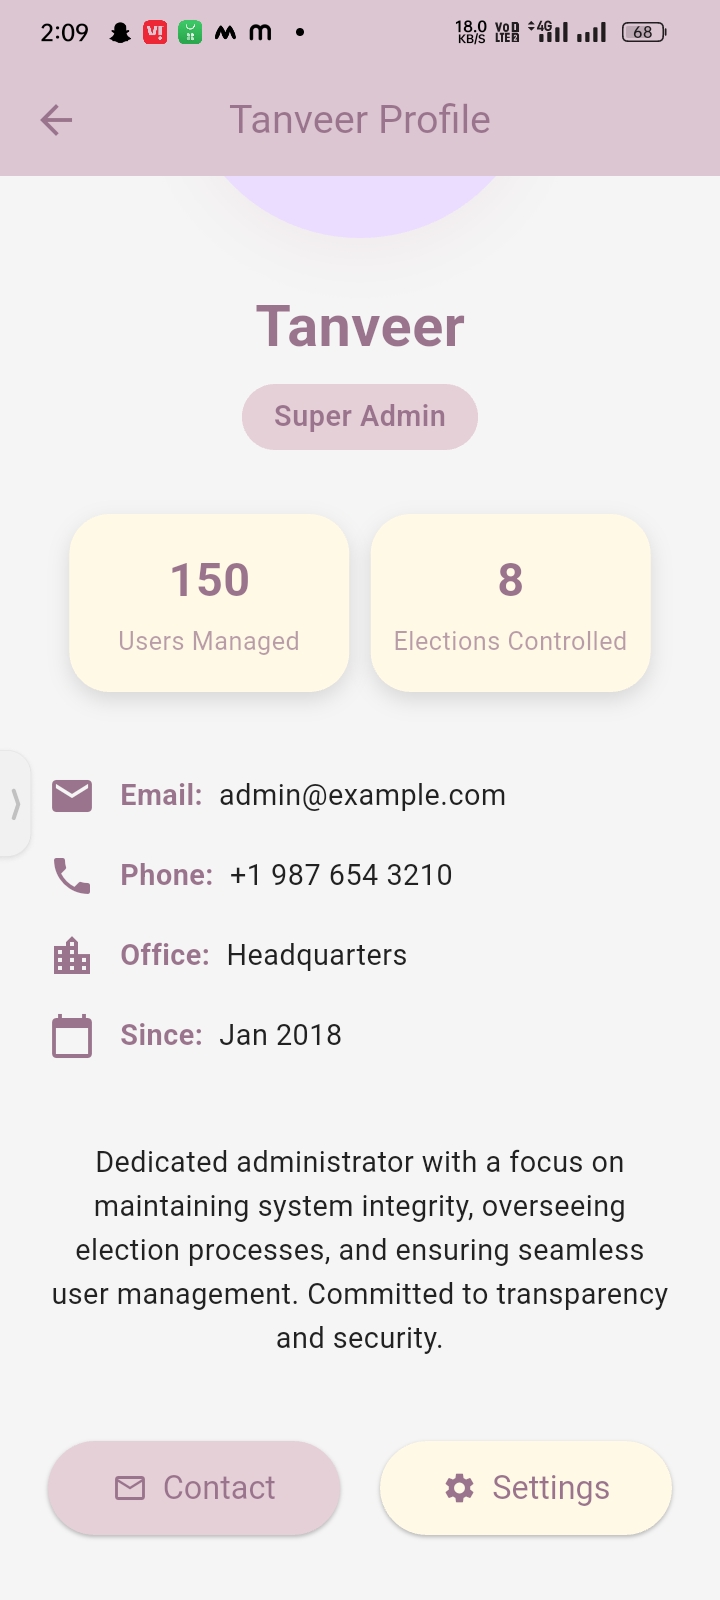 2:09
18.0 KB/S
VoD LTE2
4G
68
Tanveer Profile
Tanveer
Super Admin
150
Users Managed
8
Elections Controlled
Email: admin@example.com
Phone: +1 987 654 3210
Office: Headquarters
Since: Jan 2018
Dedicated administrator with a focus on
maintaining system integrity, overseeing
election processes, and ensuring seamless
user management. Committed to transparency
and security.
Contact
Settings